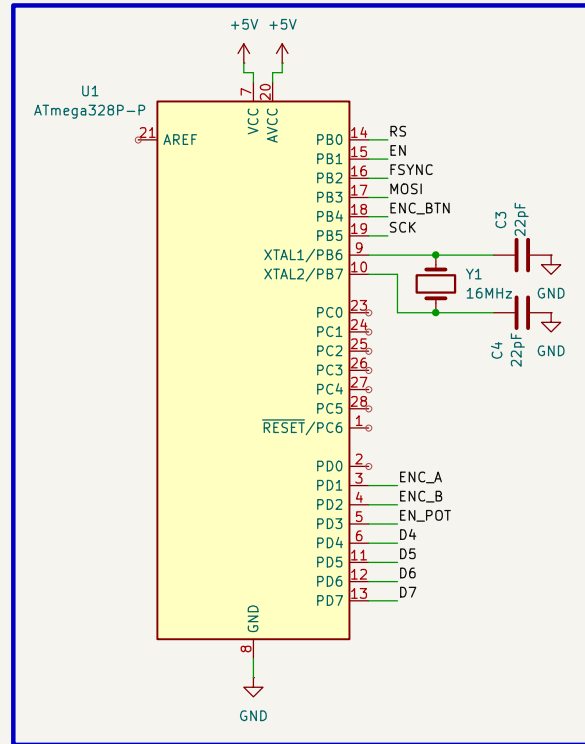 +5V +5V
U1
ATmega328P-P
7 20
VCC AVCC
21 AREF
PB0 14 RS
PB1 15 EN
PB2 16 FSYNC
PB3 17 MOSI
PB4 18 ENC_BTN
PB5 19 SCK
XTAL1/PB6 9
XTAL2/PB7 10
C3
22pF
GND
Y1
16MHz
C4
22pF
GND
PC0 23
PC1 24
PC2 25
PC3 26
PC4 27
PC5 28
RESET/PC6 1
PD0 2
PD1 3 ENC_A
PD2 4 ENC_B
PD3 5 EN_POT
PD4 6 D4
PD5 11 D5
PD6 12 D6
PD7 13 D7
GND
8
GND